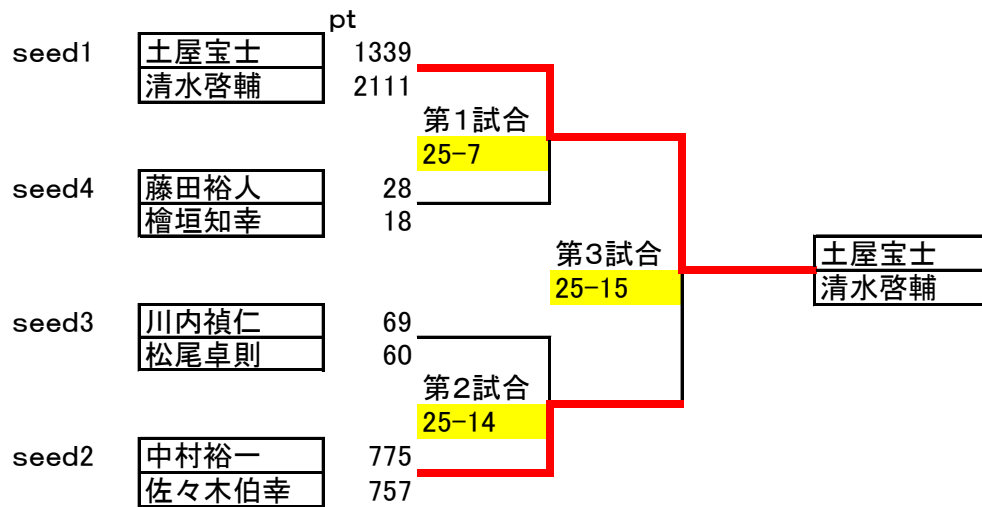 pt
seed1 土屋宝士 1339
清水啓輔 2111
第1試合
25-7
seed4 藤田裕人 28
檜垣知幸 18
第3試合 土屋宝士
25-15 清水啓輔
seed3 川内禎仁 69
松尾卓則 60
第2試合
25-14
seed2 中村裕一 775
佐々木伯幸 757